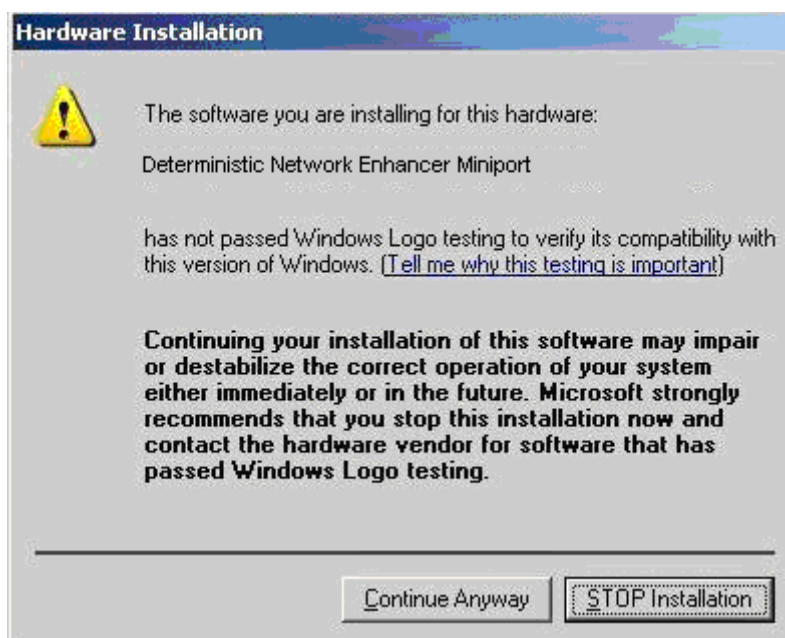 Hardware Installation
The software you are installing for this hardware:
Deterministic Network Enhancer Miniport
has not passed Windows Logo testing to verify its compatibility with
this version of Windows. (Tell me why this testing is important)
Continuing your installation of this software may impair
or destabilize the correct operation of your system
either immediately or in the future. Microsoft strongly
recommends that you stop this installation now and
contact the hardware vendor for software that has
passed Windows Logo testing.
Continue Anyway STOP Installation